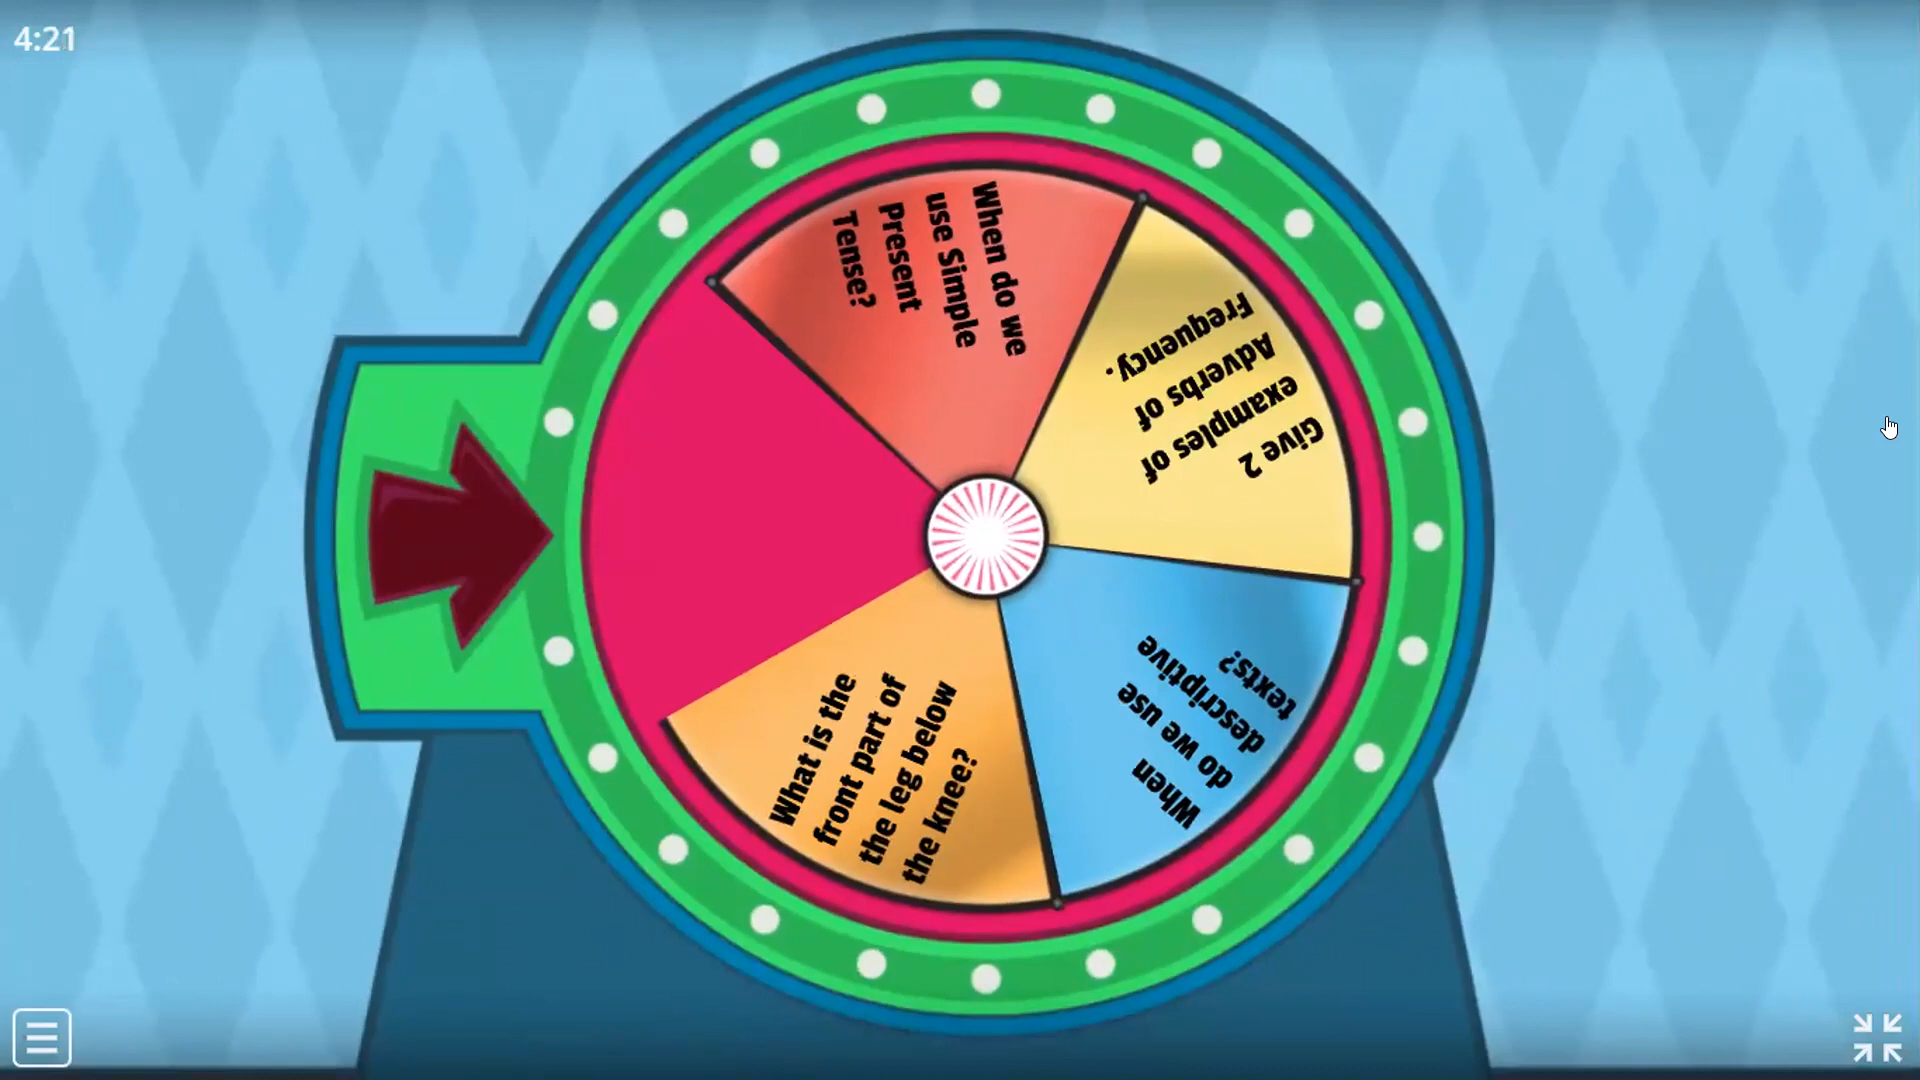 4:21
When do we
use Simple
Present
Tense?
Give 2
examples of
Adverbs of
Frequency.
When
do we use
descriptive
texts?
What is the
front part of
the leg below
the knee?